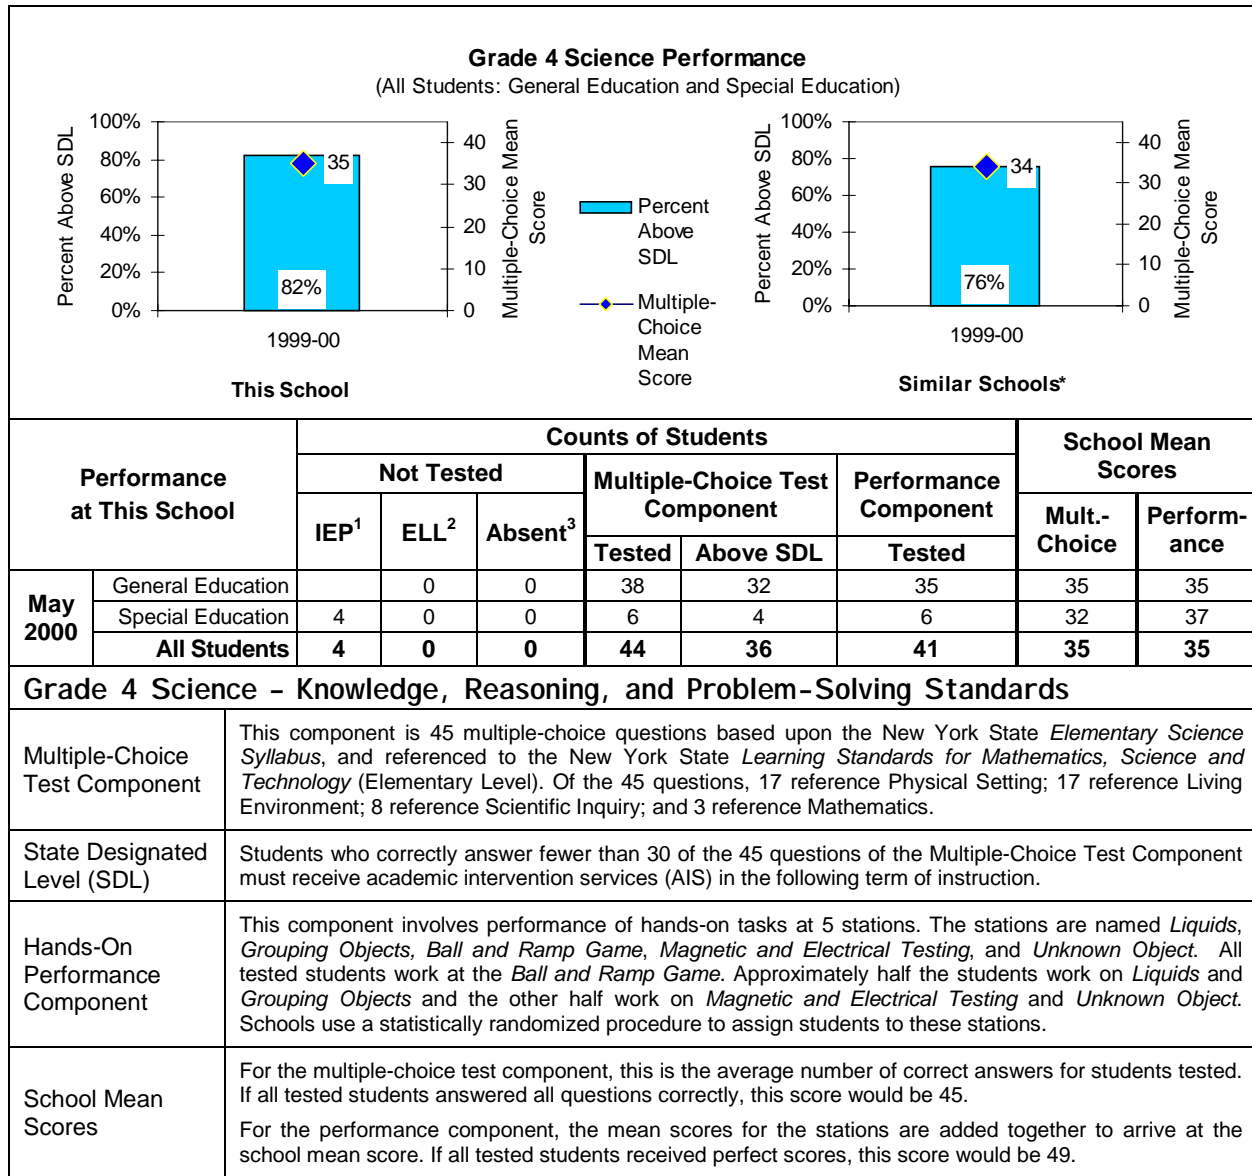 Grade 4 Science Performance
(All Students: General Education and Special Education)
Percent Above SDL
100%
80%
60%
40%
20%
0%
35
82%
1999-00
40
30
20
10
0
Multiple-Choice Mean
Score
This School
Percent
Above
SDL
Multiple-
Choice
Mean
Score
Percent Above SDL
100%
80%
60%
40%
20%
0%
34
76%
1999-00
40
30
20
10
0
Multiple-Choice Mean
Score
Similar Schools*
Performance
at This School
Counts of Students
School Mean
Scores
Not Tested
Multiple-Choice Test
Component
Performance
Component
IEP1 ELL2 Absent3
Tested Above SDL Tested
Mult.-
Choice
Perform-
ance
May
2000
General Education 0 0 38 32 35 35 35
Special Education 4 0 0 6 4 6 32 37
All Students 4 0 0 44 36 41 35 35
Grade 4 Science – Knowledge, Reasoning, and Problem-Solving Standards
Multiple-Choice
Test Component
This component is 45 multiple-choice questions based upon the New York State Elementary Science
Syllabus, and referenced to the New York State Learning Standards for Mathematics, Science and
Technology (Elementary Level). Of the 45 questions, 17 reference Physical Setting; 17 reference Living
Environment; 8 reference Scientific Inquiry; and 3 reference Mathematics.
State Designated
Level (SDL)
Students who correctly answer fewer than 30 of the 45 questions of the Multiple-Choice Test Component
must receive academic intervention services (AIS) in the following term of instruction.
Hands-On
Performance
Component
This component involves performance of hands-on tasks at 5 stations. The stations are named Liquids,
Grouping Objects, Ball and Ramp Game, Magnetic and Electrical Testing, and Unknown Object. All
tested students work at the Ball and Ramp Game. Approximately half the students work on Liquids and
Grouping Objects and the other half work on Magnetic and Electrical Testing and Unknown Object.
Schools use a statistically randomized procedure to assign students to these stations.
School Mean
Scores
For the multiple-choice test component, this is the average number of correct answers for students tested.
If all tested students answered all questions correctly, this score would be 45.
For the performance component, the mean scores for the stations are added together to arrive at the
school mean score. If all tested students received perfect scores, this score would be 49.